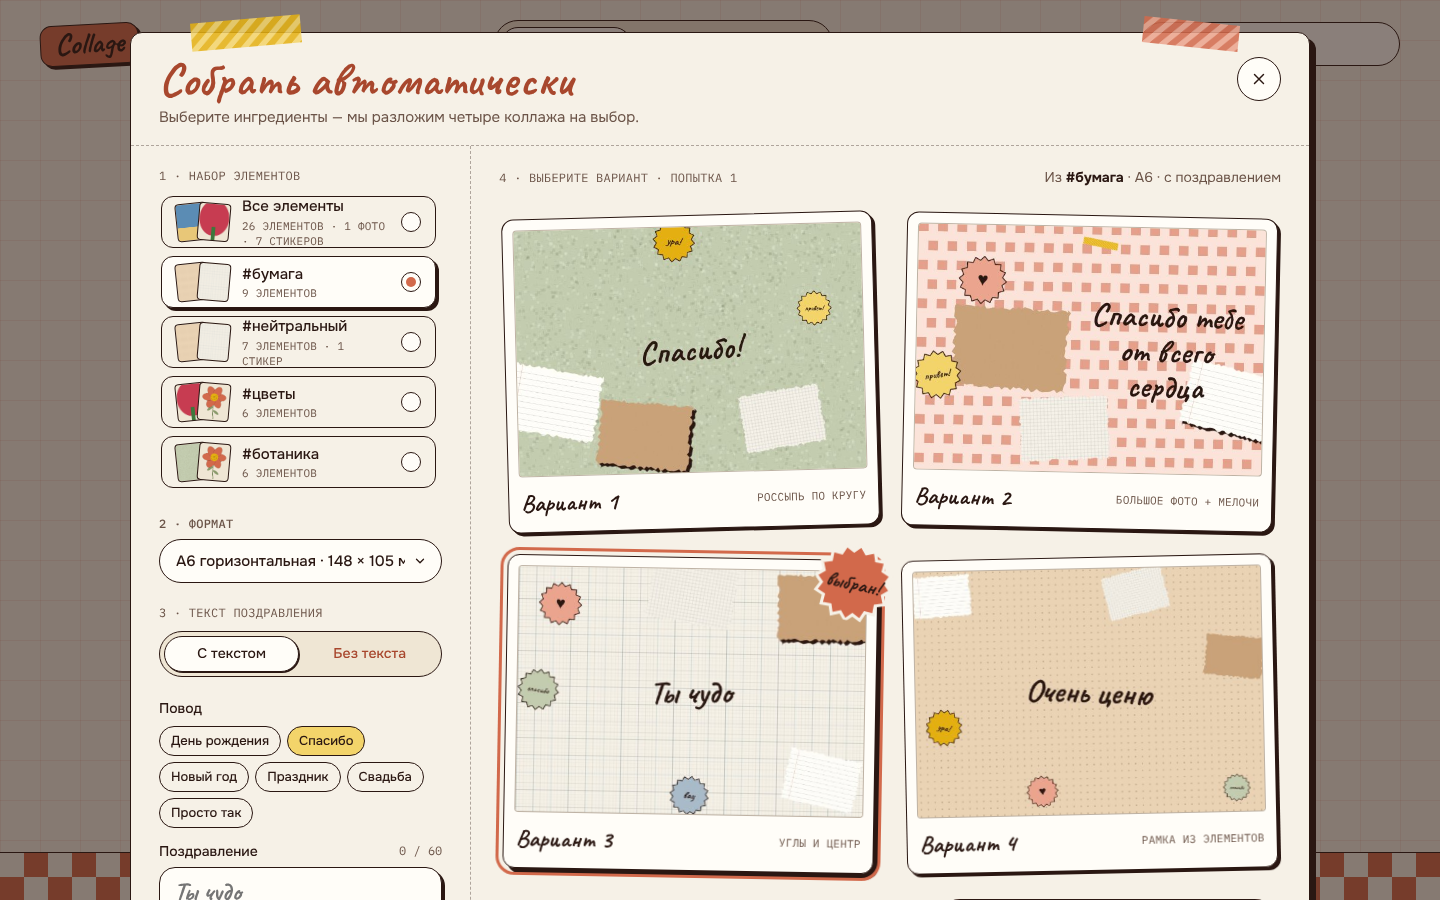 Collage
Собрать автоматически
Выберите ингредиенты — мы разложим четыре коллажа на выбор.
1 · НАБОР ЭЛЕМЕНТОВ
Все элементы
26 ЭЛЕМЕНТОВ · 1 ФОТО
· 7 СТИКЕРОВ
#бумага
9 ЭЛЕМЕНТОВ
#нейтральный
7 ЭЛЕМЕНТОВ · 1
СТИКЕР
#цветы
6 ЭЛЕМЕНТОВ
#ботаника
6 ЭЛЕМЕНТОВ
2 · ФОРМАТ
А6 горизонтальная · 148 × 105 м
3 · ТЕКСТ ПОЗДРАВЛЕНИЯ
С текстом
Без текста
Повод
День рождения
Спасибо
Новый год
Праздник
Свадьба
Просто так
Поздравление
0 / 60
Ты чудо
4 · ВЫБЕРИТЕ ВАРИАНТ · ПОПЫТКА 1
Из #бумага · А6 · с поздравлением
ура!
привет!
Спасибо!
Вариант 1
РОССЫПЬ ПО КРУГУ
привет!
Спасибо тебе
от всего
сердца
Вариант 2
БОЛЬШОЕ ФОТО + МЕЛОЧИ
выбран!
спасибо
Ты чудо
Вариант 3
УГЛЫ И ЦЕНТР
Очень ценю
ура!
Вариант 4
РАМКА ИЗ ЭЛЕМЕНТОВ